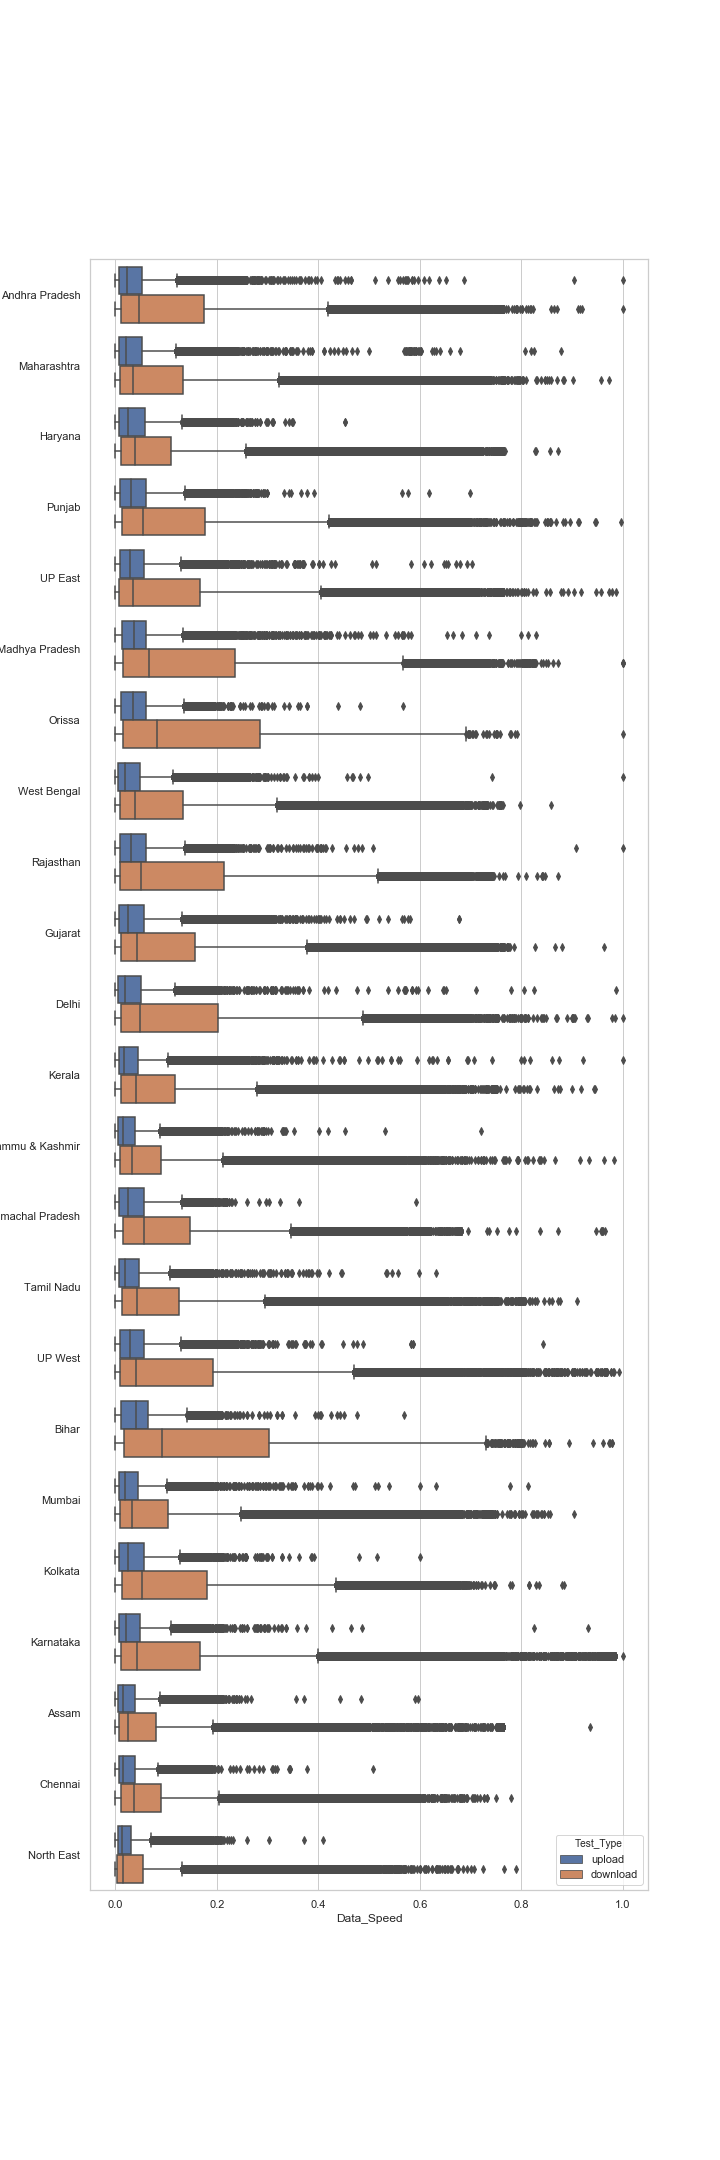 Andhra Pradesh
Maharashtra
Haryana
Punjab
UP East
Madhya Pradesh
Orissa
West Bengal
Rajasthan
Gujarat
Delhi
Kerala
ammu & Kashmir
machal Pradesh
Tamil Nadu
UP West
Bihar
Mumbai
Kolkata
Karnataka
Assam
Chennai
North East
Test_Type
upload
download
0.0 0.2 0.4 0.6 0.8 1.0
Data_Speed